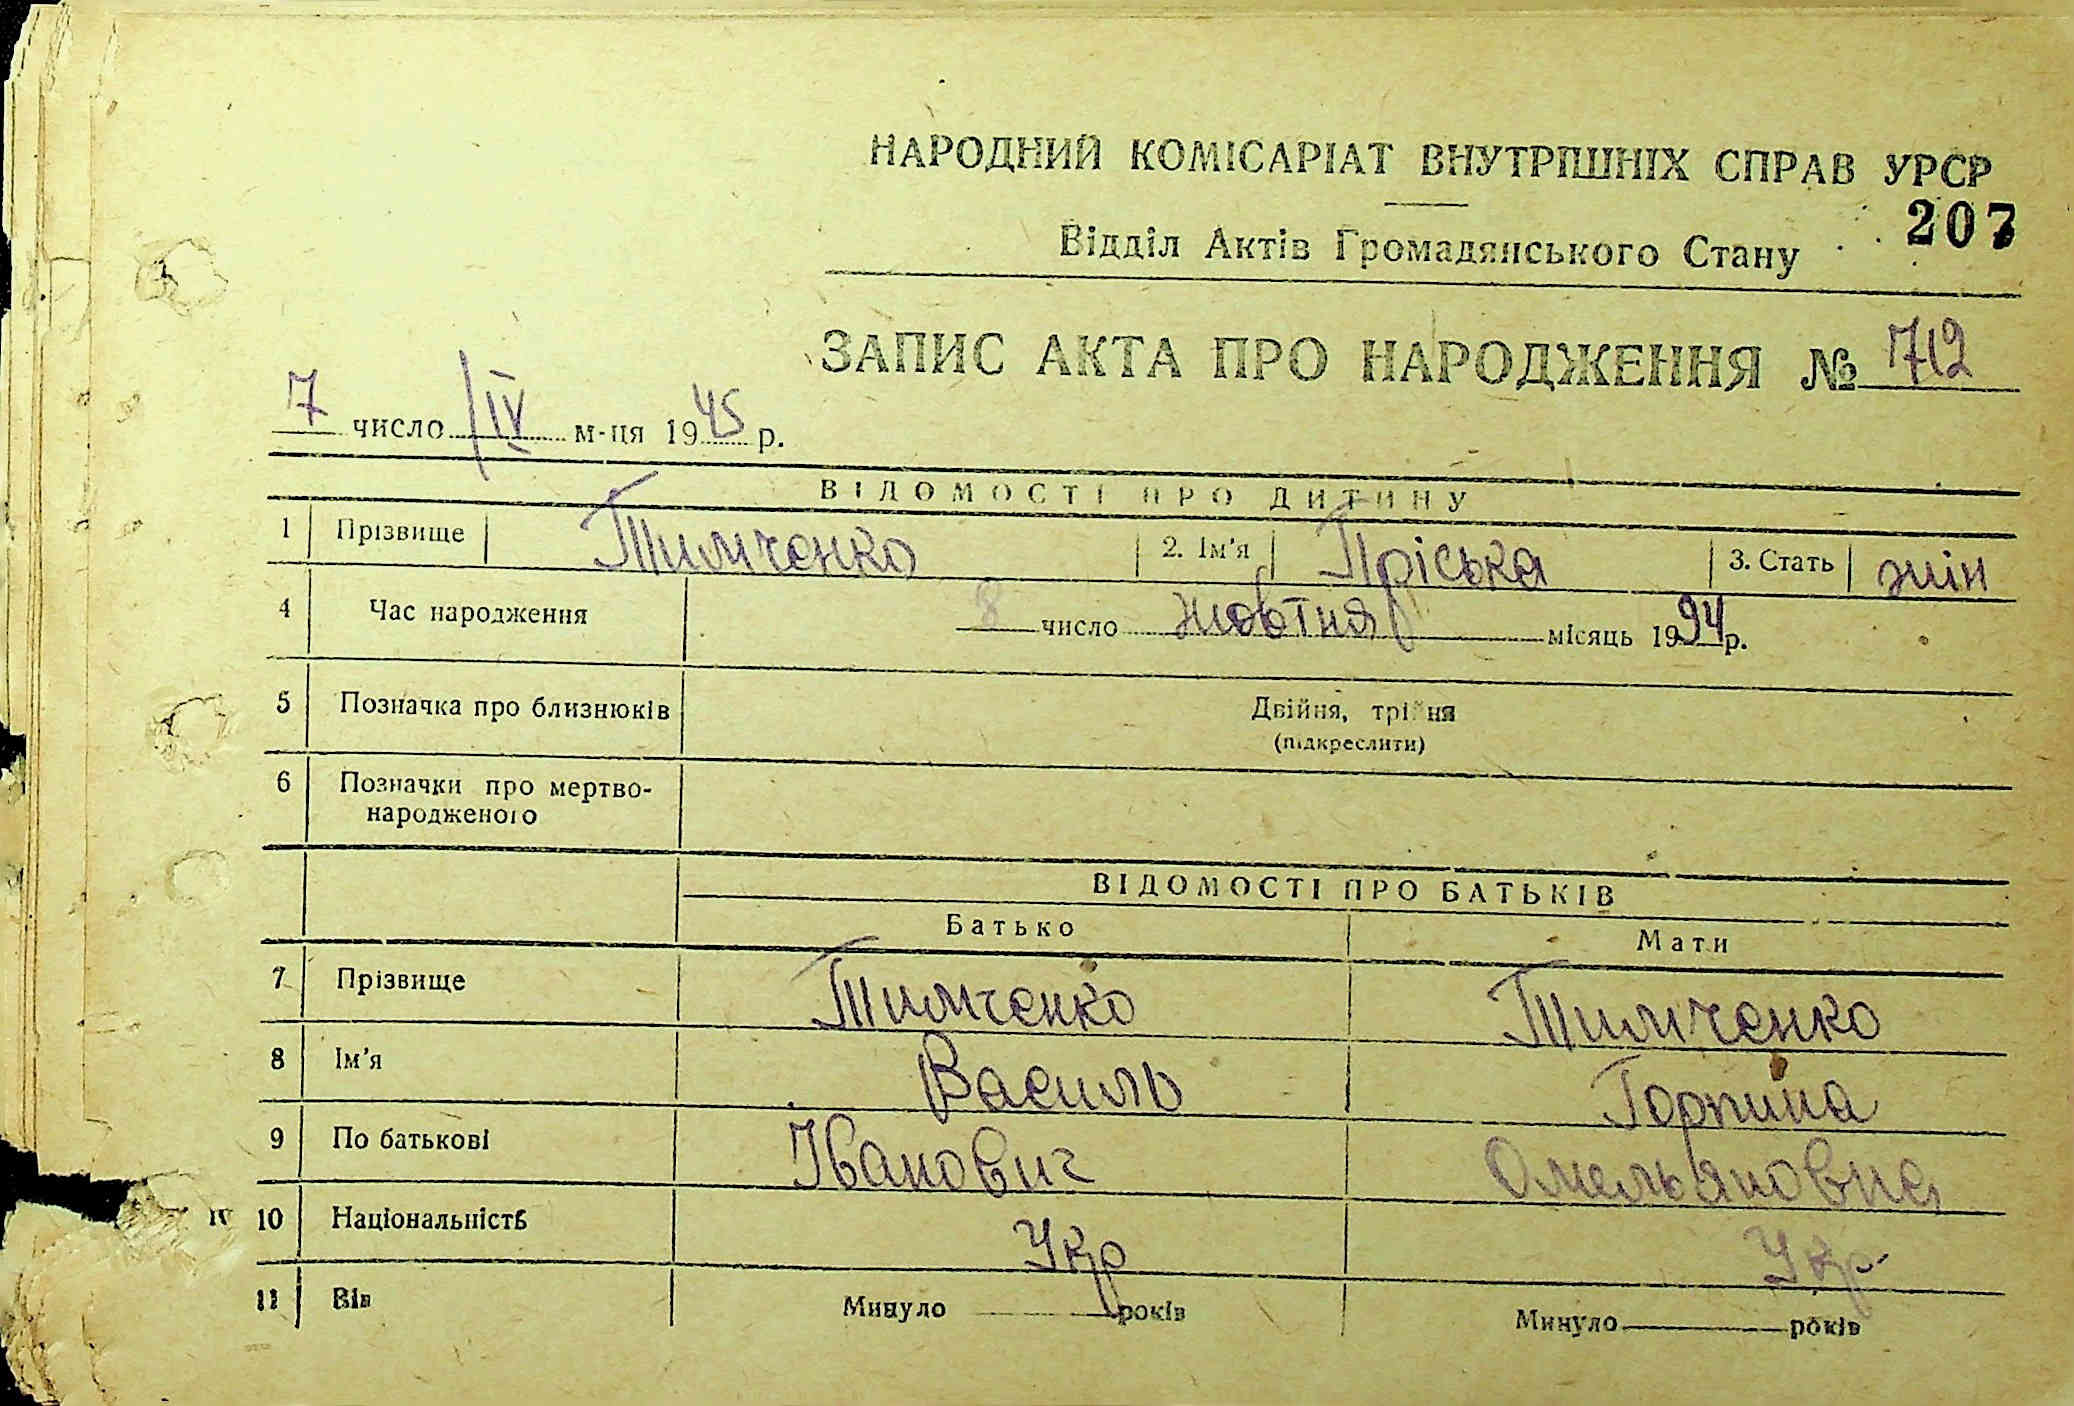 НАРОДНИЙ КОМІСАРІАТ ВНУТРІШНІХ СПРАВ УРСР
207
Відділ Актів Громадянського Стану
ЗАПИС АКТА ПРО НАРОДЖЕННЯ № 712
7 число IV м-ця 1945 р.
ВІДОМОСТІ ПРО ДИТИНУ
1 Прізвище Тимченко 2. Ім'я Пріська 3. Стать жін
4 Час народження 8 число жовтня місяць 1924 р.
5 Позначка про близнюків Двійня, трійня
(підкреслити)
6 Позначки про мертво-
народженого
ВІДОМОСТІ ПРО БАТЬКІВ
Батько Мати
7 Прізвище Тимченко Тимченко
8 Ім'я Василь Горпина
9 По батькові Іванович Омельяновна
10 Національність Укр Укр
11 Вік Минуло років Минуло років